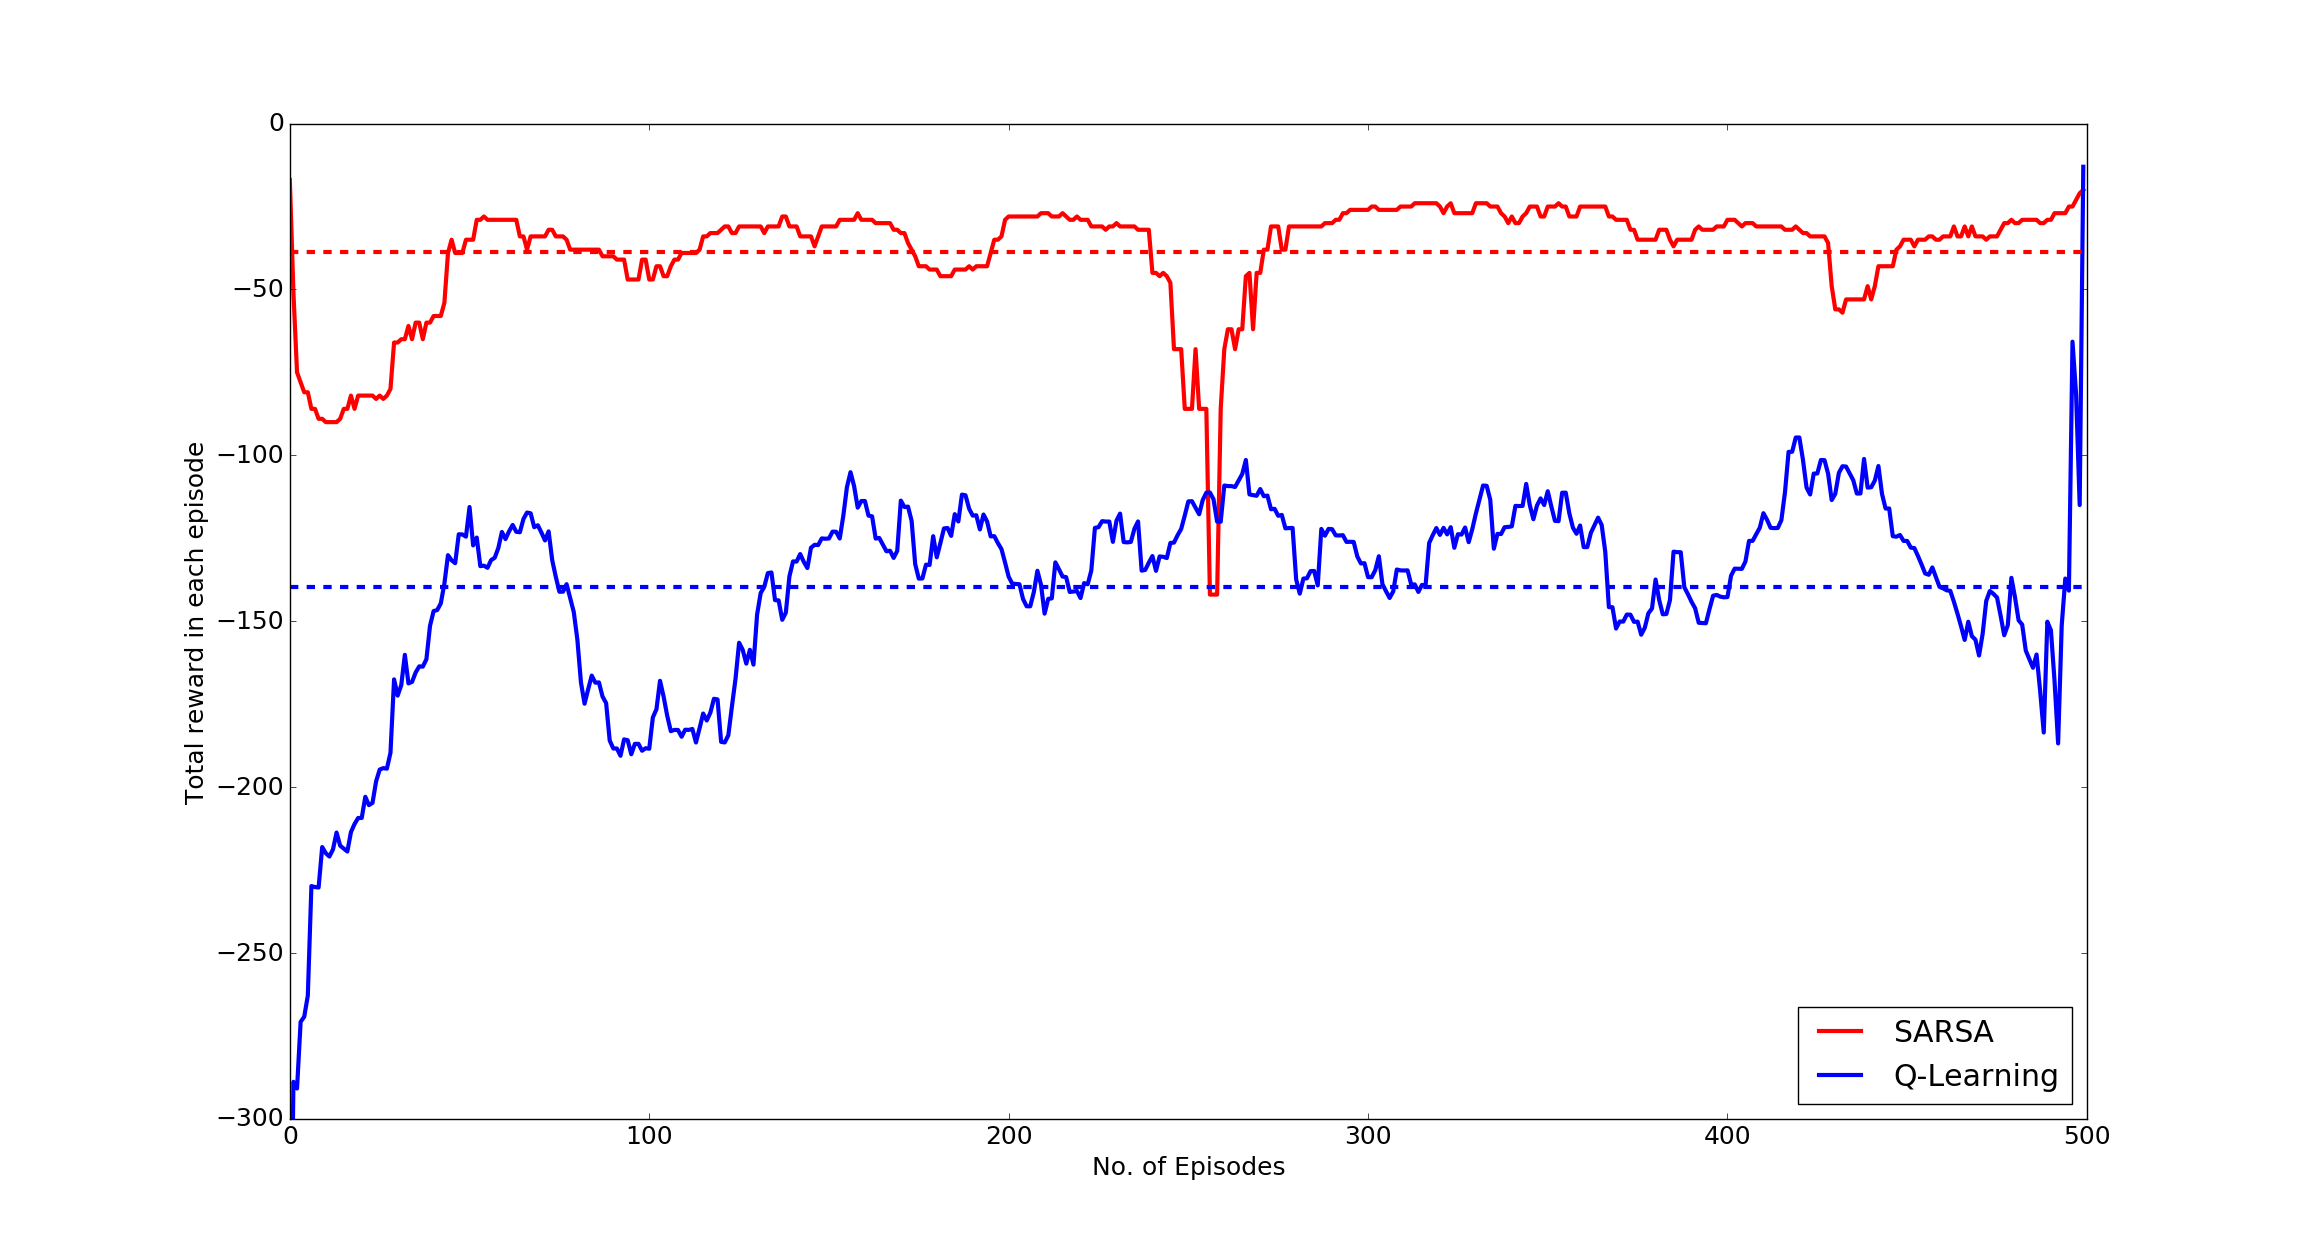 0
−50
−100
−150
−200
−250
−300
Total reward in each episode
0 100 200 300 400 500
No. of Episodes
SARSA
Q-Learning